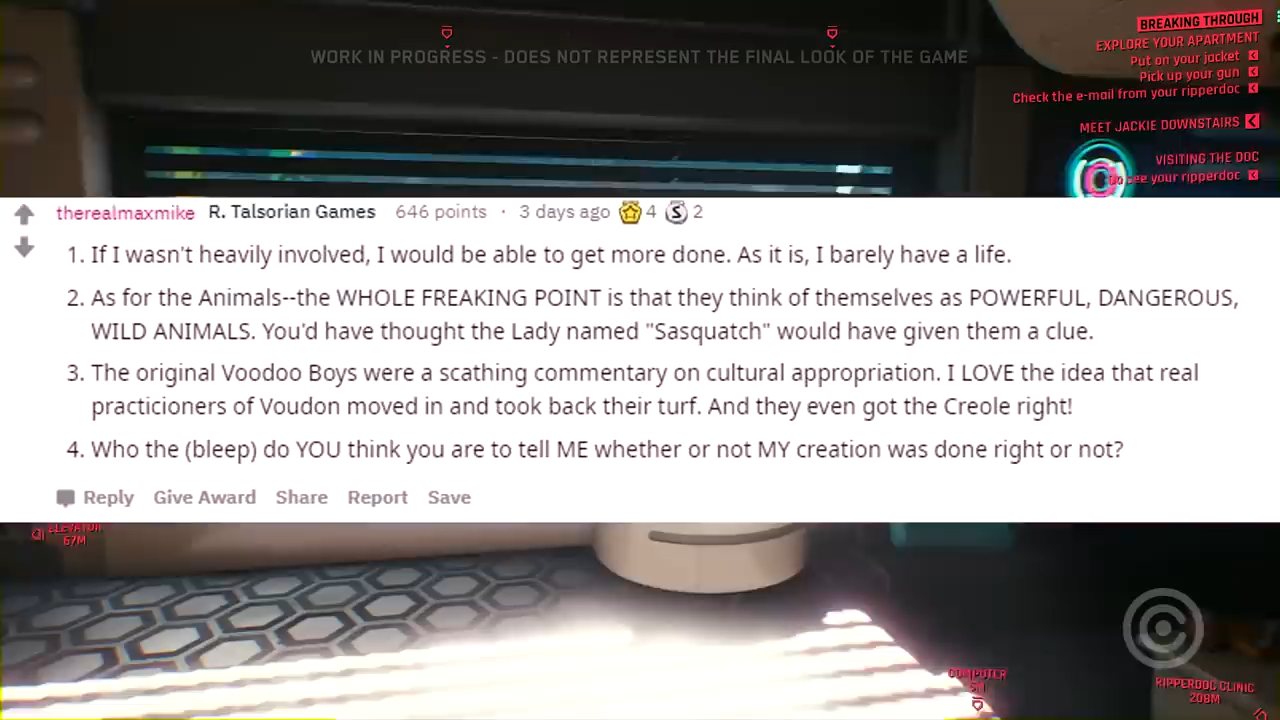 BREAKING THROUGH
EXPLORE YOUR APARTMENT
Put on your jacket
Pick up your gun
Check the e-mail from your ripperdoc
WORK IN PROGRESS - DOES NOT REPRESENT THE FINAL LOOK OF THE GAME
MEET JACKIE DOWNSTAIRS
VISITING THE DOC
Go see your ripperdoc
therealmaxmike R. Talsorian Games 646 points · 3 days ago 4 S 2
1. If I wasn't heavily involved, I would be able to get more done. As it is, I barely have a life.
2. As for the Animals--the WHOLE FREAKING POINT is that they think of themselves as POWERFUL, DANGEROUS,
WILD ANIMALS. You'd have thought the Lady named "Sasquatch" would have given them a clue.
3. The original Voodoo Boys were a scathing commentary on cultural appropriation. I LOVE the idea that real
practicioners of Voudon moved in and took back their turf. And they even got the Creole right!
4. Who the (bleep) do YOU think you are to tell ME whether or not MY creation was done right or not?
Reply Give Award Share Report Save
ELEVATOR
67M
COMPUTER
5M
RIPPERDOC CLINIC
208M